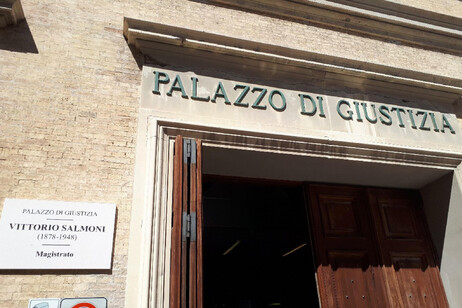 PALAZZO DI GIUSTIZIA
PALAZZO DI GIUSTIZIA
VITTORIO SALMONI
(1878-1948)
Magistrato